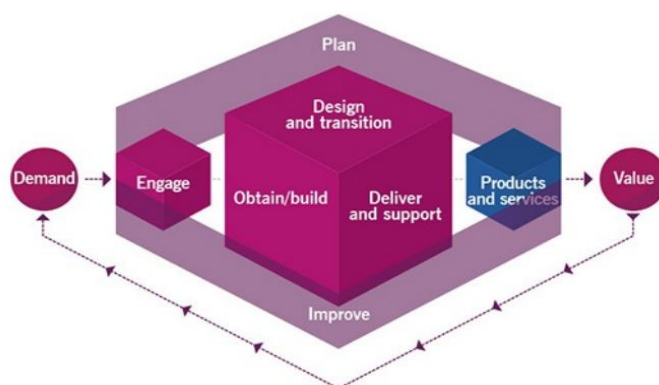 Plan
Design
and transition
Demand
Engage
Obtain/build
Deliver
and support
Products
and services
Value
Improve